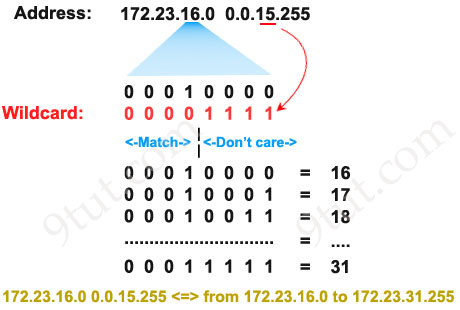 Address: 172.23.16.0 0.0.15.255
0 0 0 1 0 0 0 0
Wildcard: 0 0 0 0 1 1 1 1
<-Match-> <-Don't care->
0 0 0 1 0 0 0 0 = 16
0 0 0 1 0 0 0 1 = 17
0 0 0 1 0 0 1 1 = 18
.............................. = ....
0 0 0 1 1 1 1 1 = 31
172.23.16.0 0.0.15.255 <=> from 172.23.16.0 to 172.23.31.255
9tut.com
9tut.com